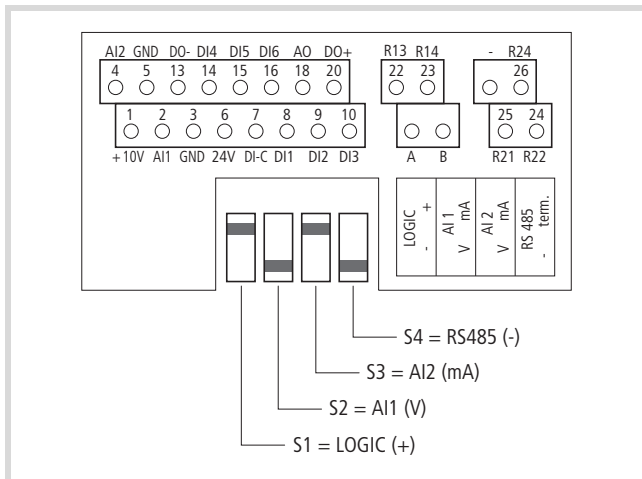 AI2 GND DO- DI4 DI5 DI6 AO DO+
4 5 13 14 15 16 18 20
1 2 3 6 7 8 9 10
+10V AI1 GND 24V DI-C DI1 DI2 DI3
R13 R14
22 23
A B
- R24
26
25 24
R21 R22
LOGIC
- +
AI 1
V mA
AI 2
V mA
RS 485
- term.
S4 = RS485 (-)
S3 = AI2 (mA)
S2 = AI1 (V)
S1 = LOGIC (+)